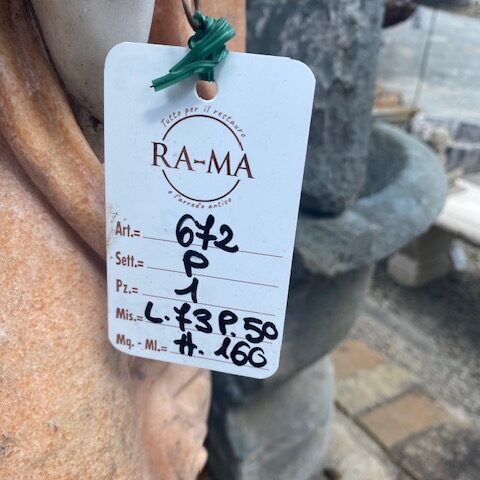 Tutto per il restauro
RA-MA
e l'arredo antico
Art.= 672
Sett.= P
Pz.= 1
Mis.= L. 73 P. 50
Mq. - Ml.= H. 160